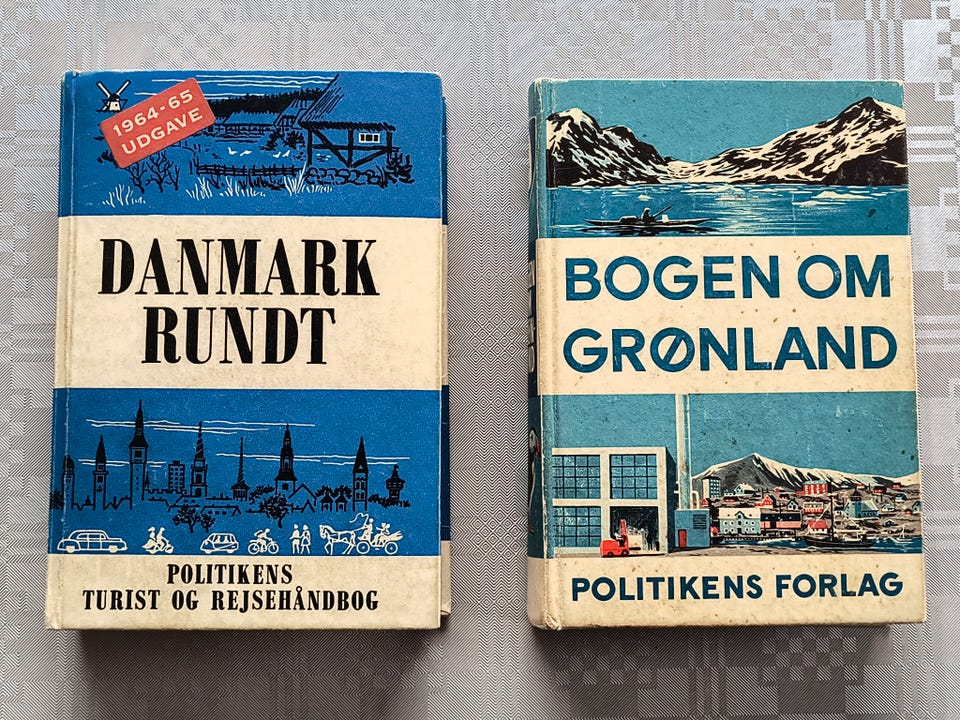 1964-65
UDGAVE
DANMARK
RUNDT
POLITIKENS
TURIST OG REJSEHÅNDBOG
BOGEN OM
GRØNLAND
POLITIKENS FORLAG